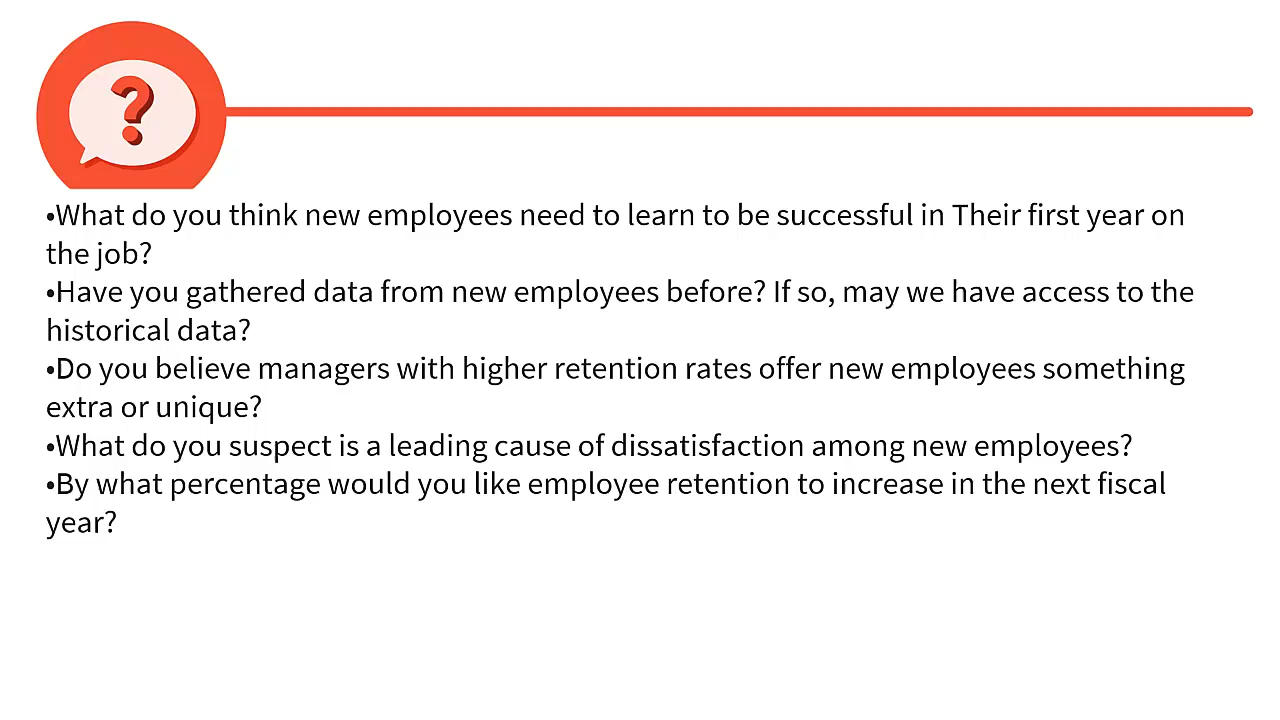 ?
•What do you think new employees need to learn to be successful in Their first year on
the job?
•Have you gathered data from new employees before? If so, may we have access to the
historical data?
•Do you believe managers with higher retention rates offer new employees something
extra or unique?
•What do you suspect is a leading cause of dissatisfaction among new employees?
•By what percentage would you like employee retention to increase in the next fiscal
year?